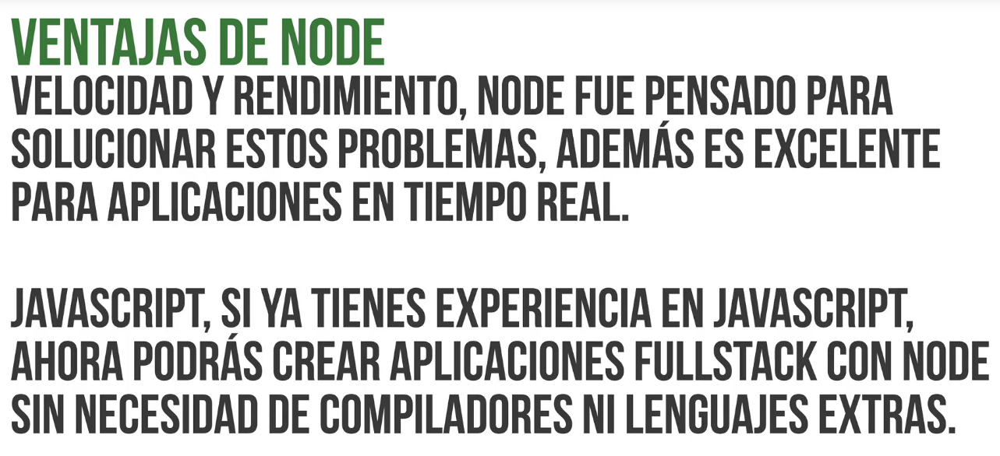 VENTAJAS DE NODE
VELOCIDAD Y RENDIMIENTO, NODE FUE PENSADO PARA
SOLUCIONAR ESTOS PROBLEMAS, ADEMÁS ES EXCELENTE
PARA APLICACIONES EN TIEMPO REAL.
JAVASCRIPT, SI YA TIENES EXPERIENCIA EN JAVASCRIPT,
AHORA PODRÁS CREAR APLICACIONES FULLSTACK CON NODE
SIN NECESIDAD DE COMPILADORES NI LENGUAJES EXTRAS.